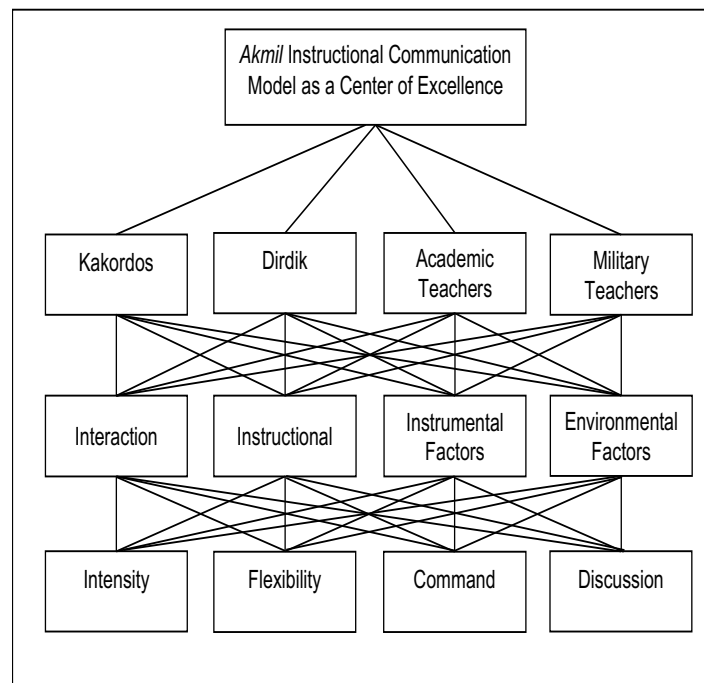 Akmil Instructional Communication
Model as a Center of Excellence
Kakordos
Dirdik
Academic
Teachers
Military
Teachers
Interaction
Instructional
Instrumental
Factors
Environmental
Factors
Intensity
Flexibility
Command
Discussion